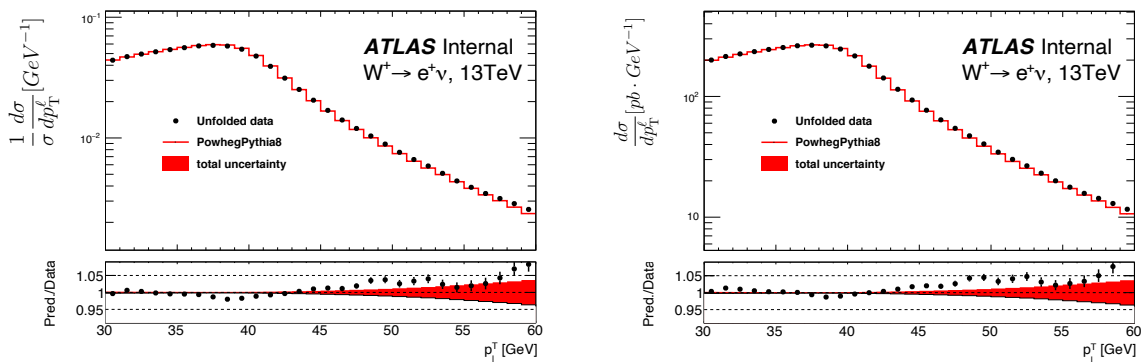 10⁻¹
10⁻²
1/σ dσ/dp_T^ℓ [GeV⁻¹]
ATLAS Internal
W⁺→ e⁺ν, 13TeV
Unfolded data
PowhegPythia8
total uncertainty
Pred./Data
1.05
1
0.95
30 35 40 45 50 55 60
p_l^T [GeV]
10²
10
dσ/dp_T^ℓ [pb · GeV⁻¹]
ATLAS Internal
W⁺→ e⁺ν, 13TeV
Unfolded data
PowhegPythia8
total uncertainty
Pred./Data
1.05
1
0.95
30 35 40 45 50 55 60
p_l^T [GeV]